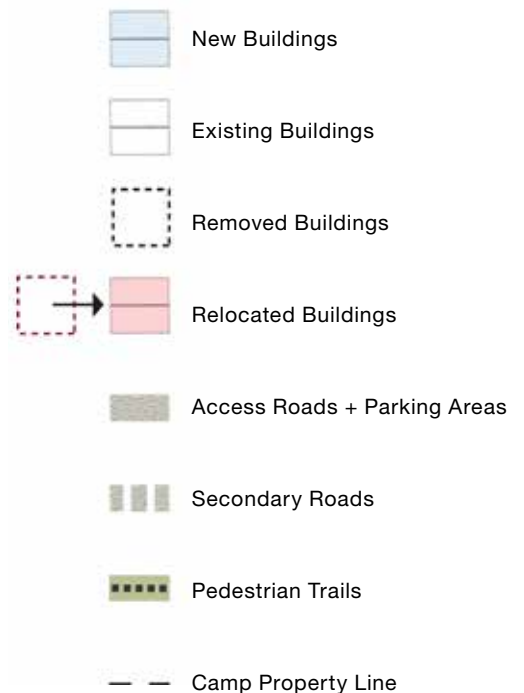 New Buildings
Existing Buildings
Removed Buildings
Relocated Buildings
Access Roads + Parking Areas
Secondary Roads
Pedestrian Trails
Camp Property Line